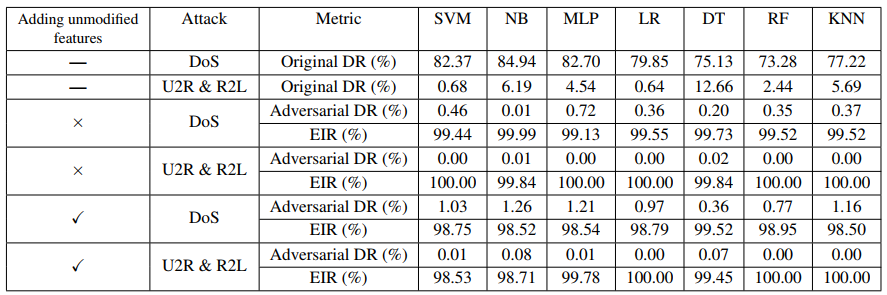 Adding unmodified features Attack Metric SVM NB MLP LR DT RF KNN
— DoS Original DR (%) 82.37 84.94 82.70 79.85 75.13 73.28 77.22
— U2R & R2L Original DR (%) 0.68 6.19 4.54 0.64 12.66 2.44 5.69
× DoS Adversarial DR (%) 0.46 0.01 0.72 0.36 0.20 0.35 0.37
EIR (%) 99.44 99.99 99.13 99.55 99.73 99.52 99.52
× U2R & R2L Adversarial DR (%) 0.00 0.01 0.00 0.00 0.02 0.00 0.00
EIR (%) 100.00 99.84 100.00 100.00 99.84 100.00 100.00
✓ DoS Adversarial DR (%) 1.03 1.26 1.21 0.97 0.36 0.77 1.16
EIR (%) 98.75 98.52 98.54 98.79 99.52 98.95 98.50
✓ U2R & R2L Adversarial DR (%) 0.01 0.08 0.01 0.00 0.07 0.00 0.00
EIR (%) 98.53 98.71 99.78 100.00 99.45 100.00 100.00